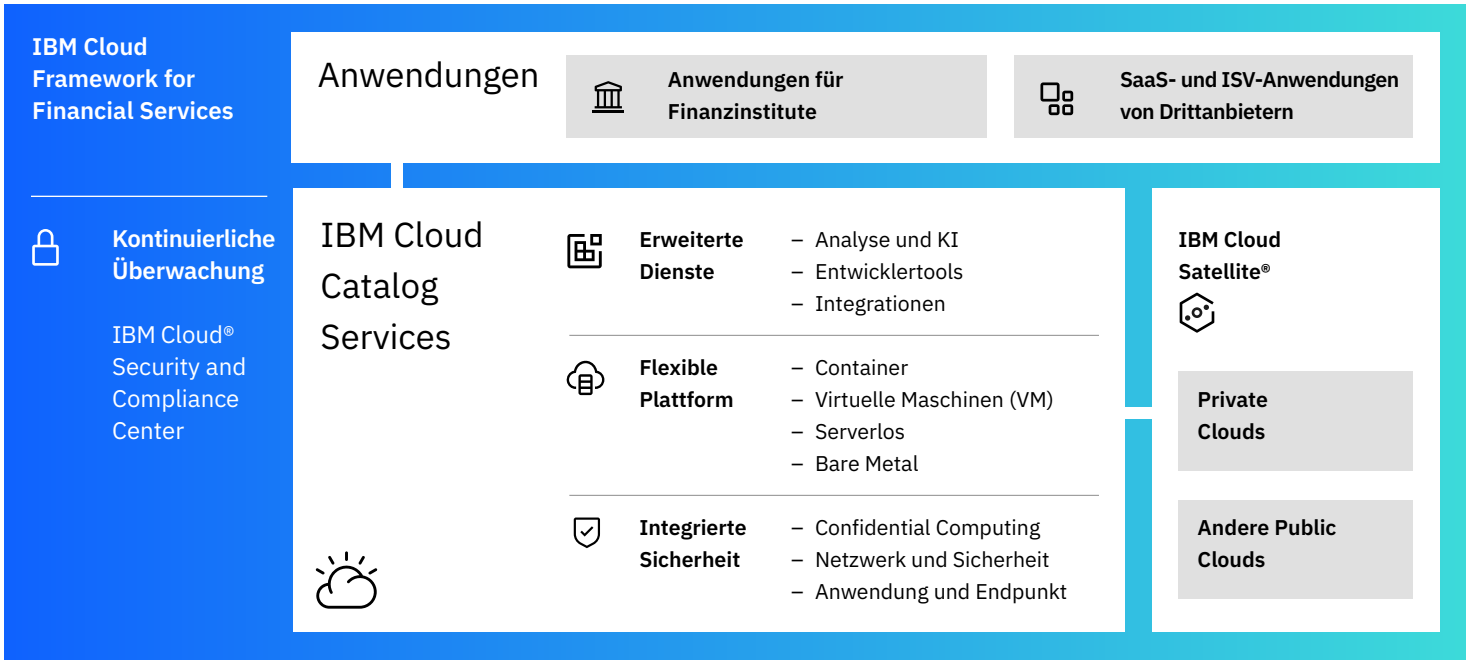 IBM Cloud
Framework for
Financial Services
Kontinuierliche
Überwachung
IBM Cloud®
Security and
Compliance
Center
Anwendungen
Anwendungen für
Finanzinstitute
SaaS- und ISV-Anwendungen
von Drittanbietern
IBM Cloud
Catalog
Services
Erweiterte
Dienste
– Analyse und KI
– Entwicklertools
– Integrationen
Flexible
Plattform
– Container
– Virtuelle Maschinen (VM)
– Serverlos
– Bare Metal
Integrierte
Sicherheit
– Confidential Computing
– Netzwerk und Sicherheit
– Anwendung und Endpunkt
IBM Cloud
Satellite®
Private
Clouds
Andere Public
Clouds